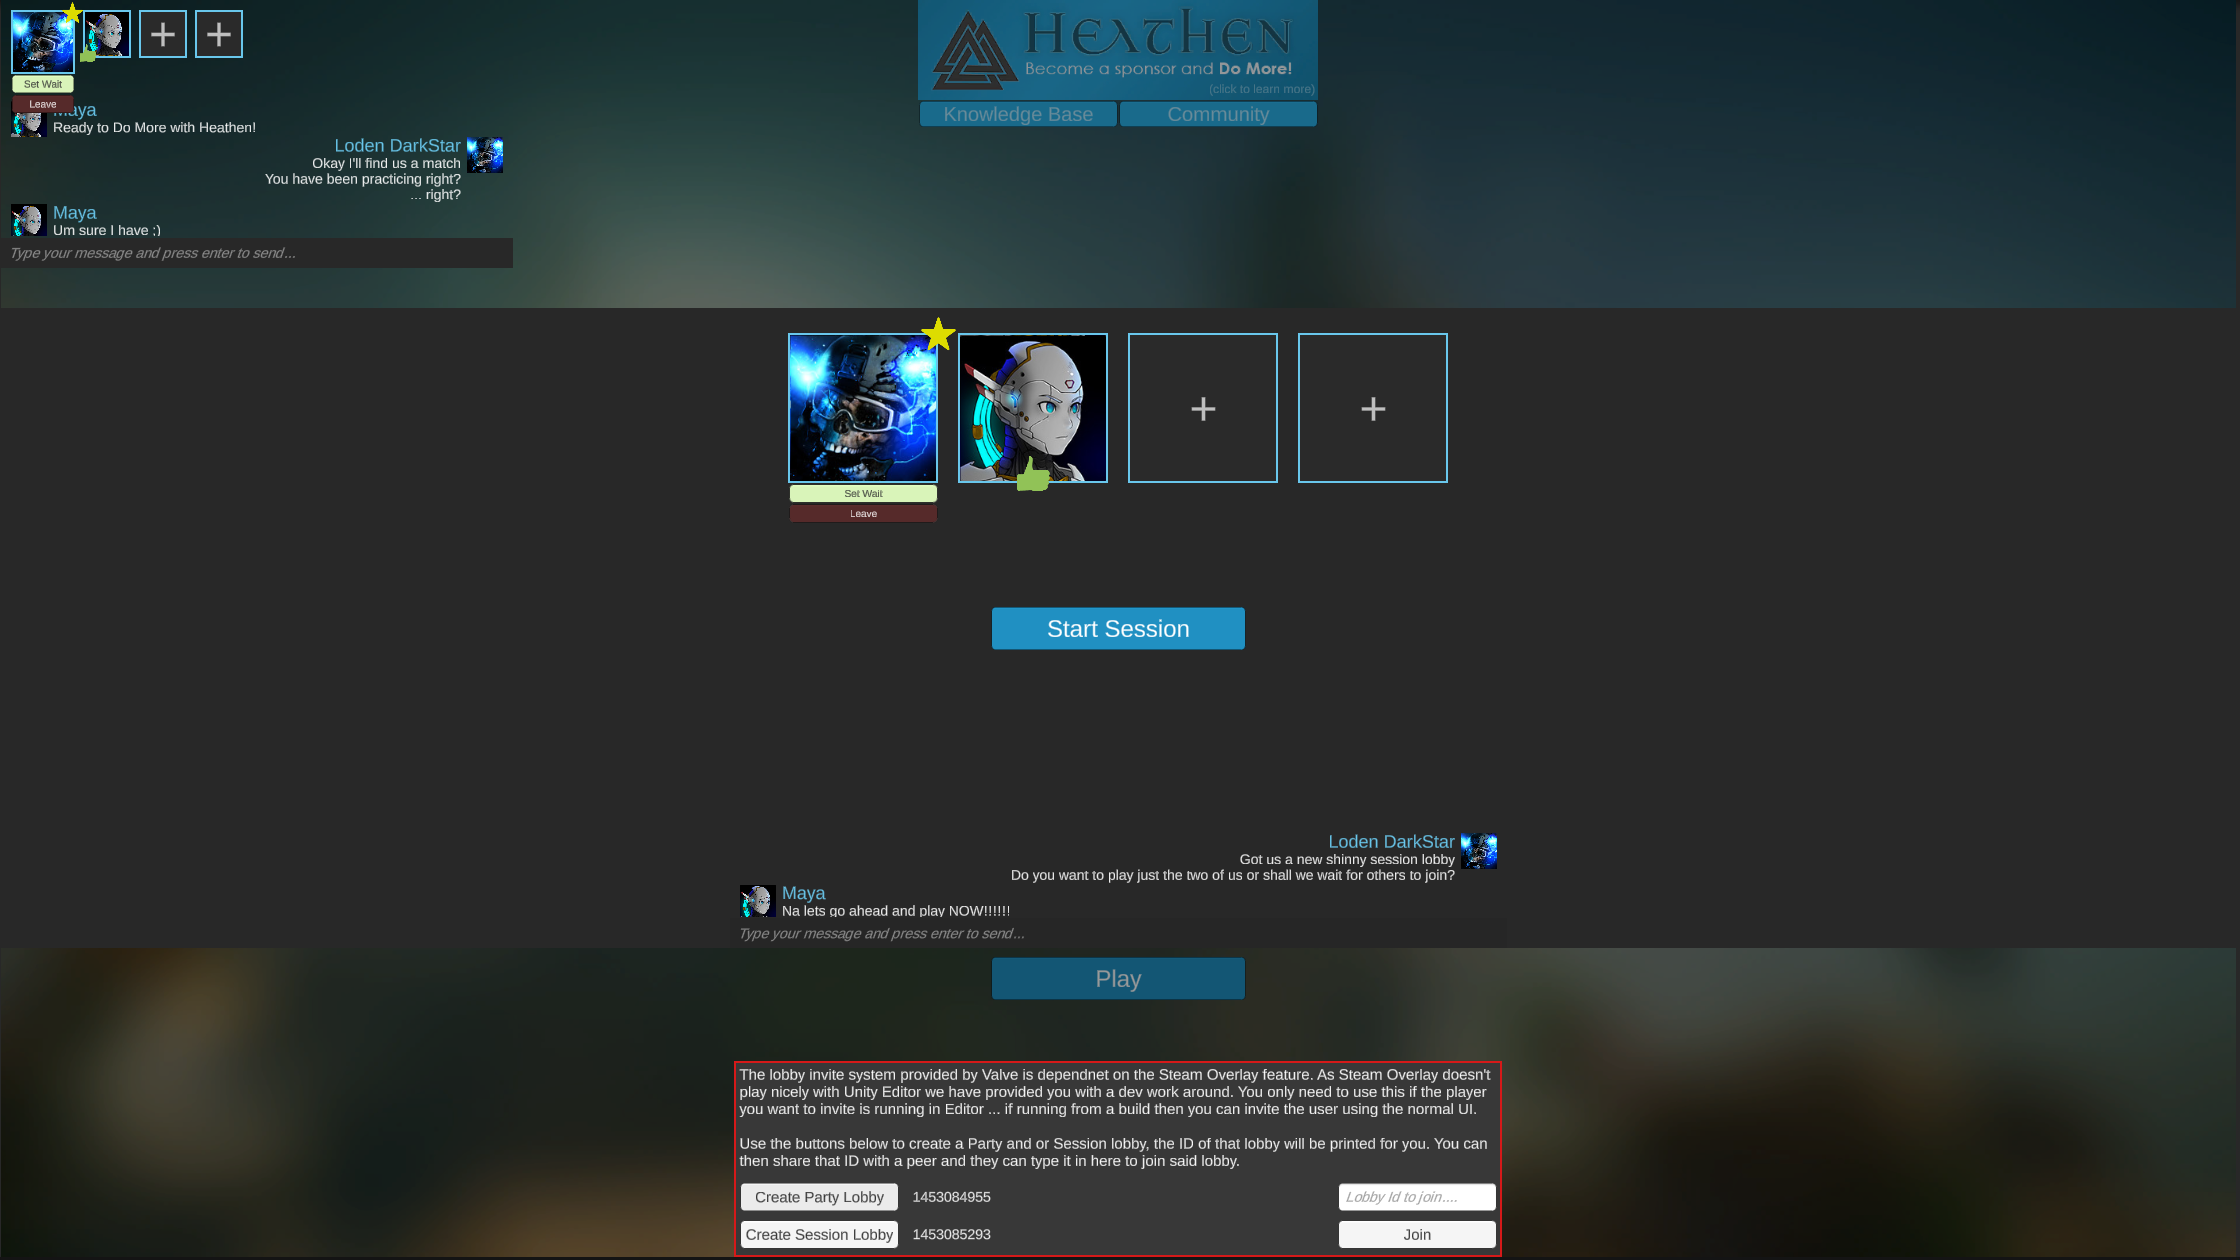 Set Wait
Leave
Maya
Ready to Do More with Heathen!
Loden DarkStar
Okay I'll find us a match
You have been practicing right?
... right?
Maya
Um sure I have ;)
Type your message and press enter to send...
HEATHEN
Become a sponsor and Do More!
(click to learn more)
Knowledge Base
Community
Set Wait
Leave
Start Session
Loden DarkStar
Got us a new shinny session lobby
Do you want to play just the two of us or shall we wait for others to join?
Maya
Na lets go ahead and play NOW!!!!!!
Type your message and press enter to send...
Play
The lobby invite system provided by Valve is dependnet on the Steam Overlay feature. As Steam Overlay doesn't
play nicely with Unity Editor we have provided you with a dev work around. You only need to use this if the player
you want to invite is running in Editor ... if running from a build then you can invite the user using the normal UI.
Use the buttons below to create a Party and or Session lobby, the ID of that lobby will be printed for you. You can
then share that ID with a peer and they can type it in here to join said lobby.
Create Party Lobby
1453084955
Lobby Id to join....
Create Session Lobby
1453085293
Join